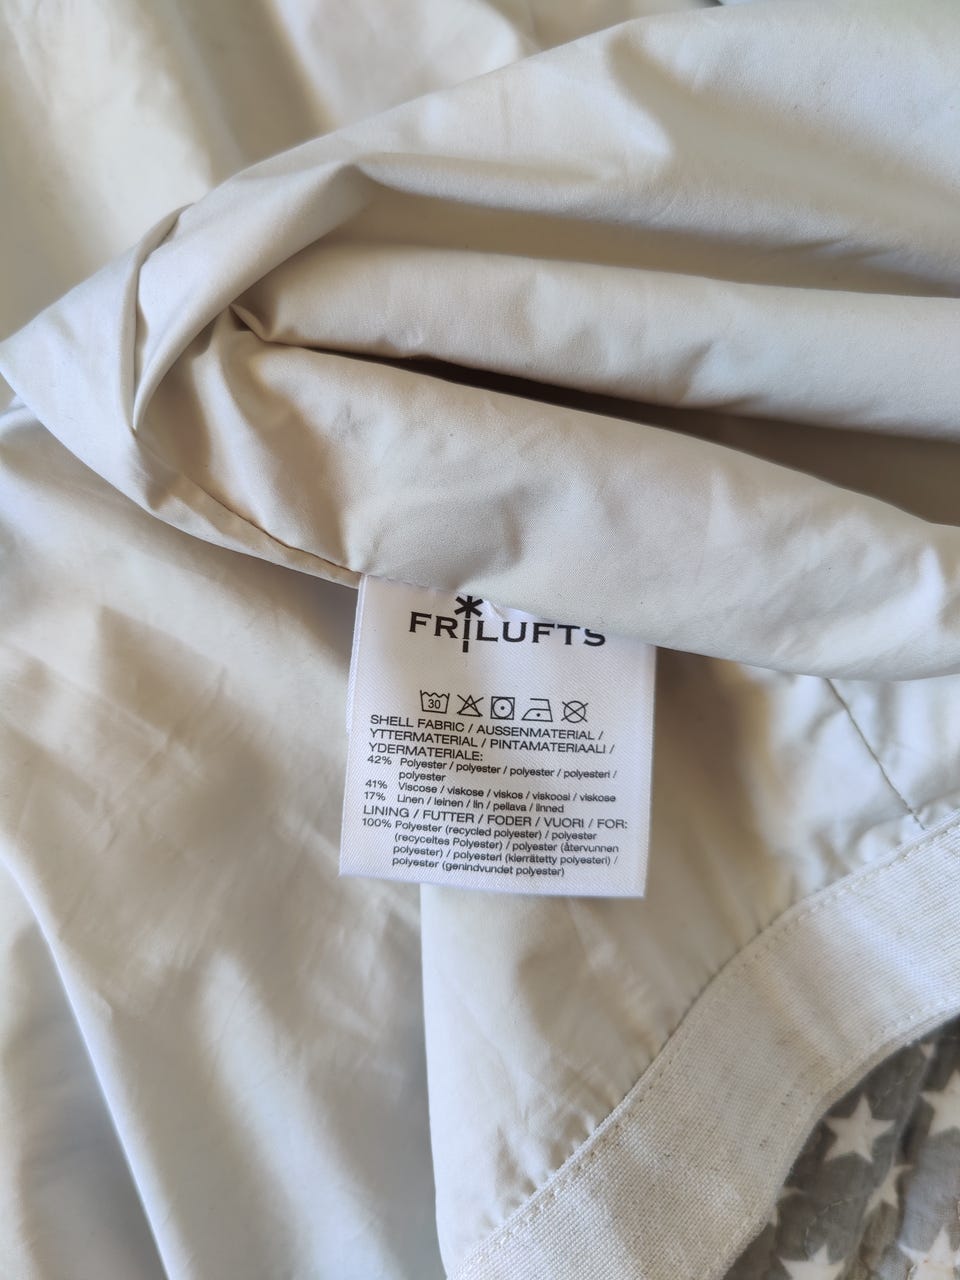 FRILUFTS
30
SHELL FABRIC / AUSSENMATERIAL /
YTTERMATERIAL / PINTAMATERIAALI /
YDERMATERIALE:
42% Polyester / polyester / polyester / polyesteri /
polyester
41% Viscose / viskose / viskos / viskoosi / viskose
17% Linen / leinen / lin / pellava / linned
LINING / FUTTER / FODER / VUORI / FOR:
100% Polyester (recycled polyester) / polyester
(recyceltes Polyester) / polyester (återvunnen
polyester) / polyesteri (kierrätetty polyesteri) /
polyester (genindvundet polyester)